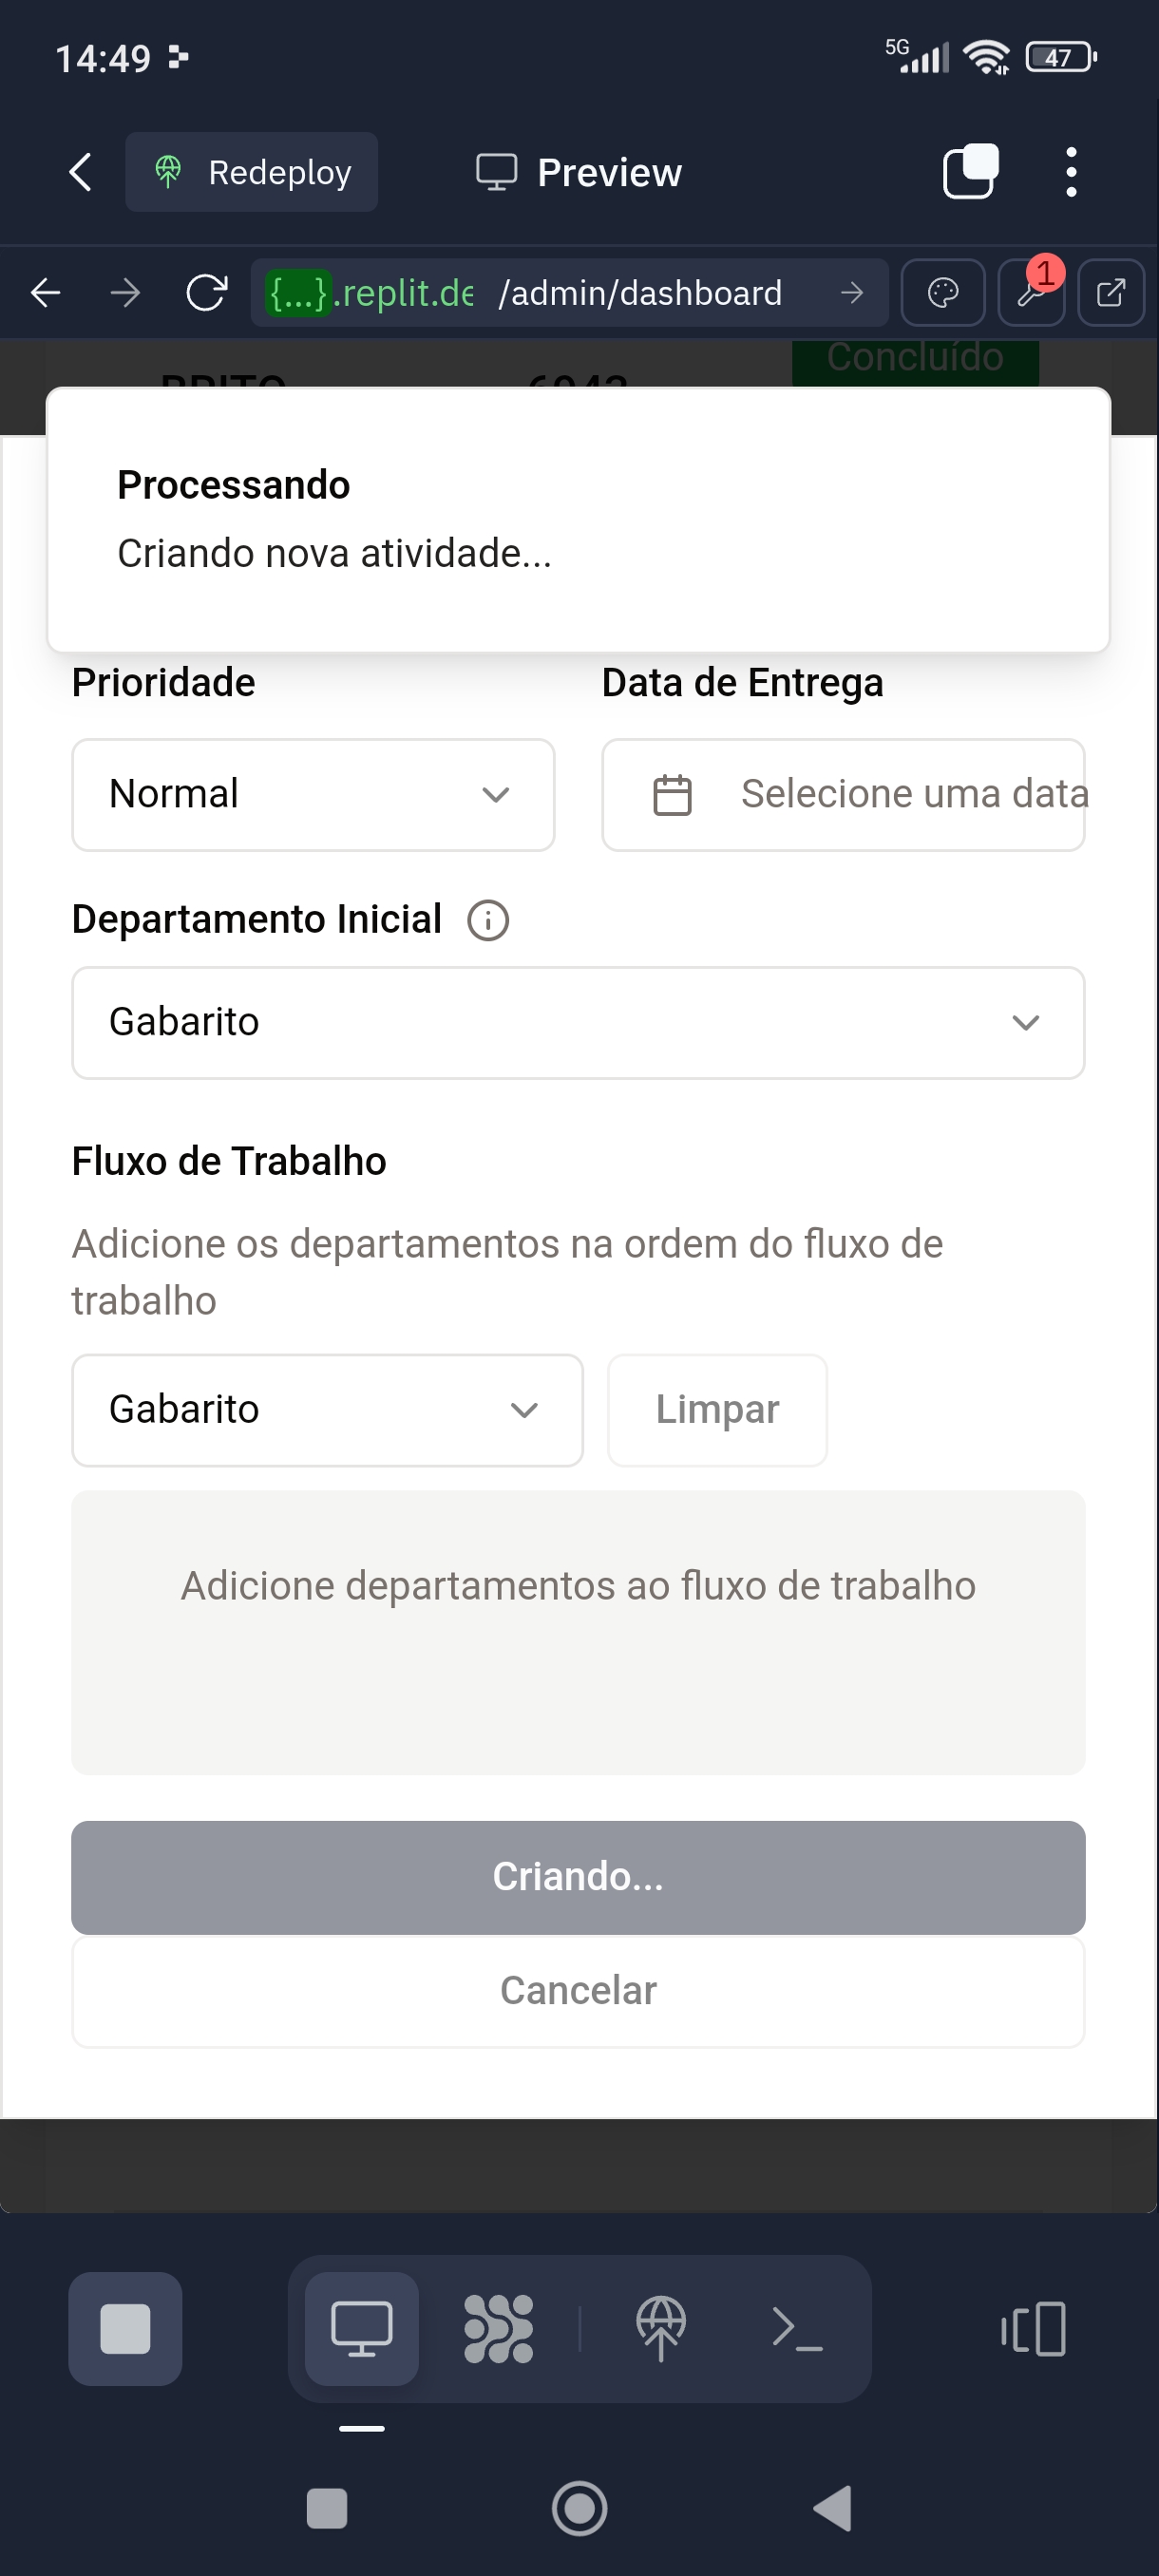 14:49
5G
47
Redeploy
Preview
{...}.replit.de /admin/dashboard
1
Concluído
Processando
Criando nova atividade...
Prioridade
Data de Entrega
Normal
Selecione uma data
Departamento Inicial
Gabarito
Fluxo de Trabalho
Adicione os departamentos na ordem do fluxo de
trabalho
Gabarito
Limpar
Adicione departamentos ao fluxo de trabalho
Criando...
Cancelar